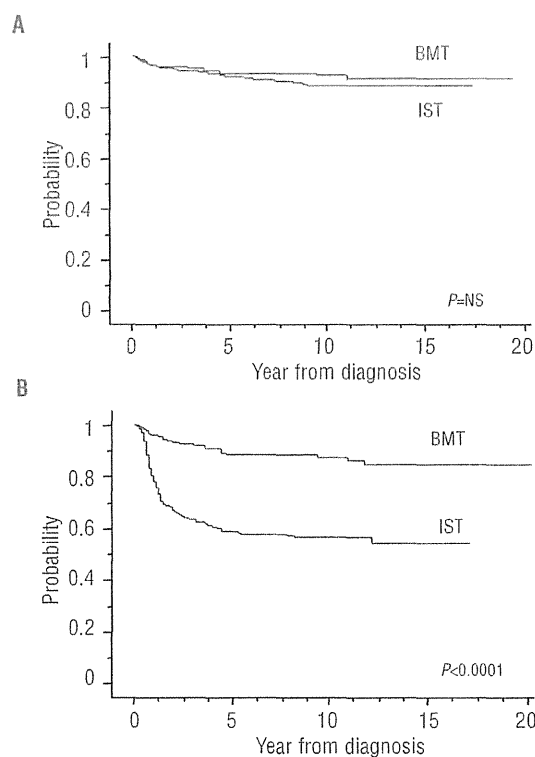 A
1
0.8
0.6
0.4
0.2
0
Probability
BMT
IST
P=NS
0 5 10 15 20
Year from diagnosis
B
1
0.8
0.6
0.4
0.2
0
Probability
BMT
IST
P<0.0001
0 5 10 15 20
Year from diagnosis